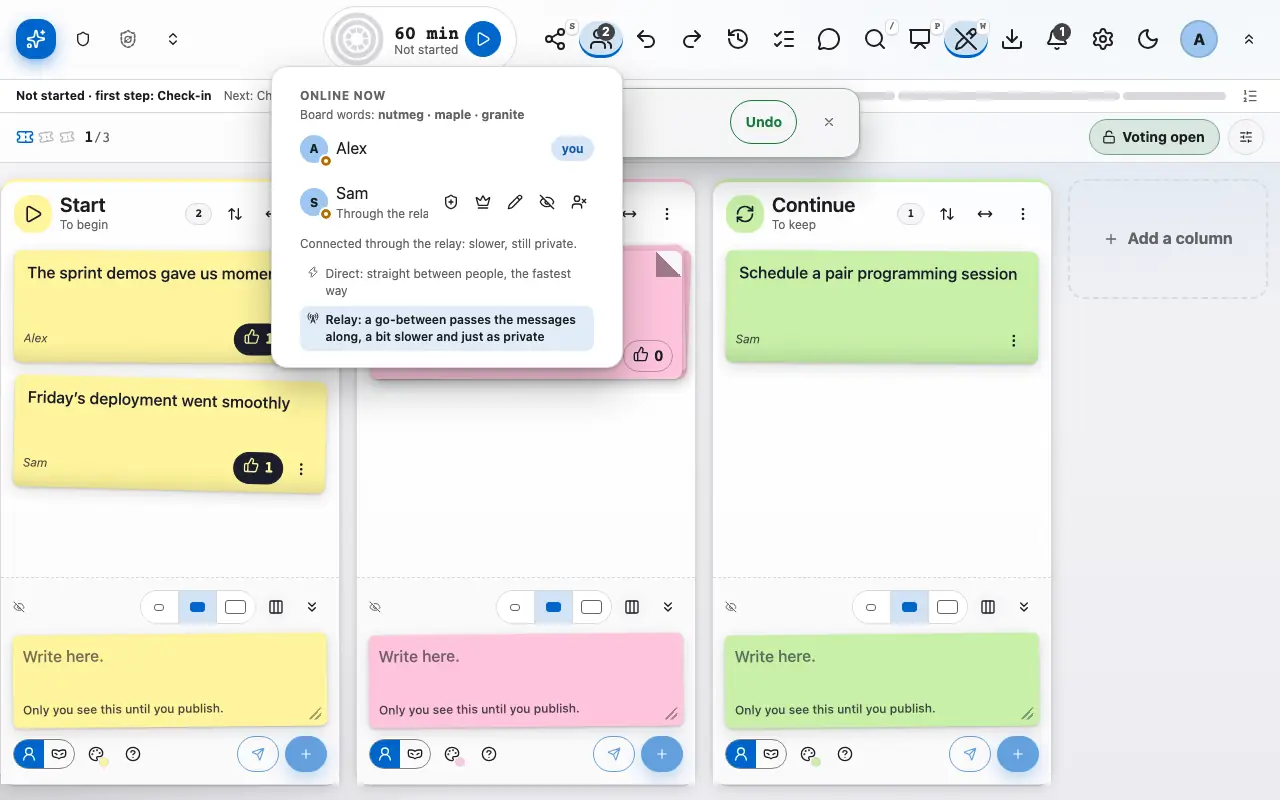 60 min
Not started
S
2
/
P
W
1
A
Not started · first step: Check-in
Next: Ch
ONLINE NOW
Board words: nutmeg · maple · granite
A
Alex
you
S
Sam
Through the rela
Connected through the relay: slower, still private.
Direct: straight between people, the fastest
way
Relay: a go-between passes the messages
along, a bit slower and just as private
Undo
1/3
Voting open
Start
To begin
2
The sprint demos gave us momen
Alex
1
Friday’s deployment went smoothly
Sam
1
0
Continue
To keep
1
Schedule a pair programming session
Sam
Add a column
Write here.
Only you see this until you publish.
Write here.
Only you see this until you publish.
Write here.
Only you see this until you publish.